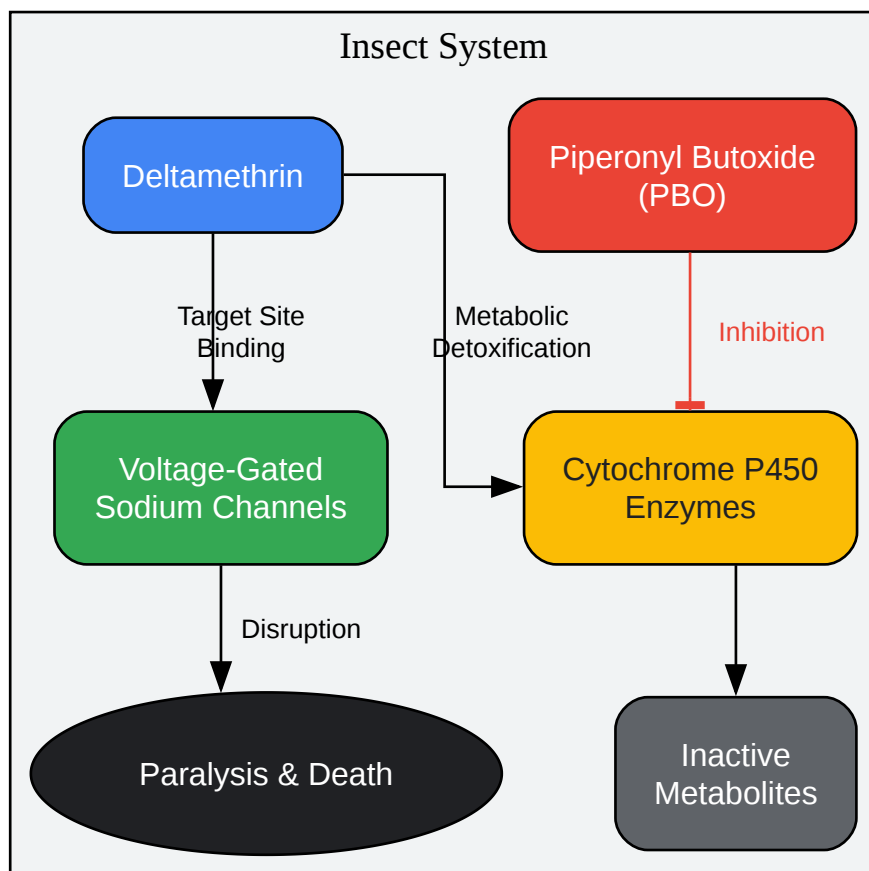 Insect System
Deltamethrin
Piperonyl Butoxide
(PBO)
Target Site
Binding
Metabolic
Detoxification
Inhibition
Voltage-Gated
Sodium Channels
Cytochrome P450
Enzymes
Disruption
Paralysis & Death
Inactive
Metabolites